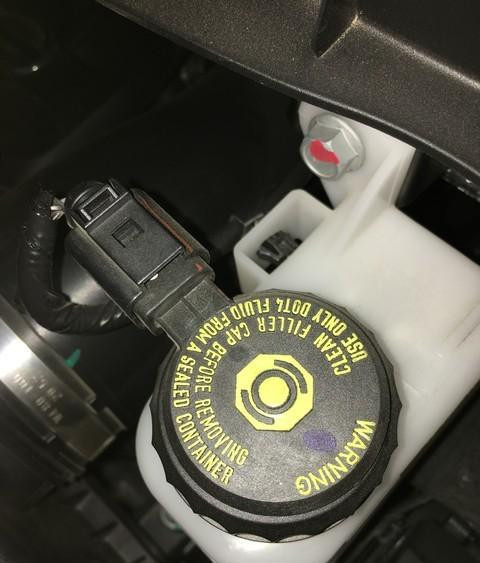 WARNING
CLEAN FILLER CAP BEFORE REMOVING
USE ONLY DOT4 FLUID FROM A SEALED CONTAINER